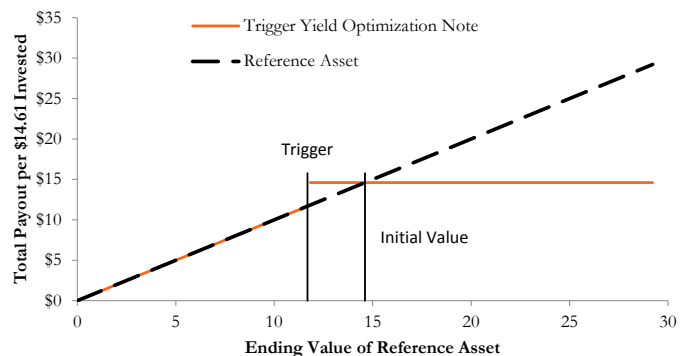 Trigger Yield Optimization Note
Reference Asset
Total Payout per $14.61 Invested
$35
$30
$25
$20
$15
$10
$5
$0
Trigger
Initial Value
0 5 10 15 20 25 30
Ending Value of Reference Asset